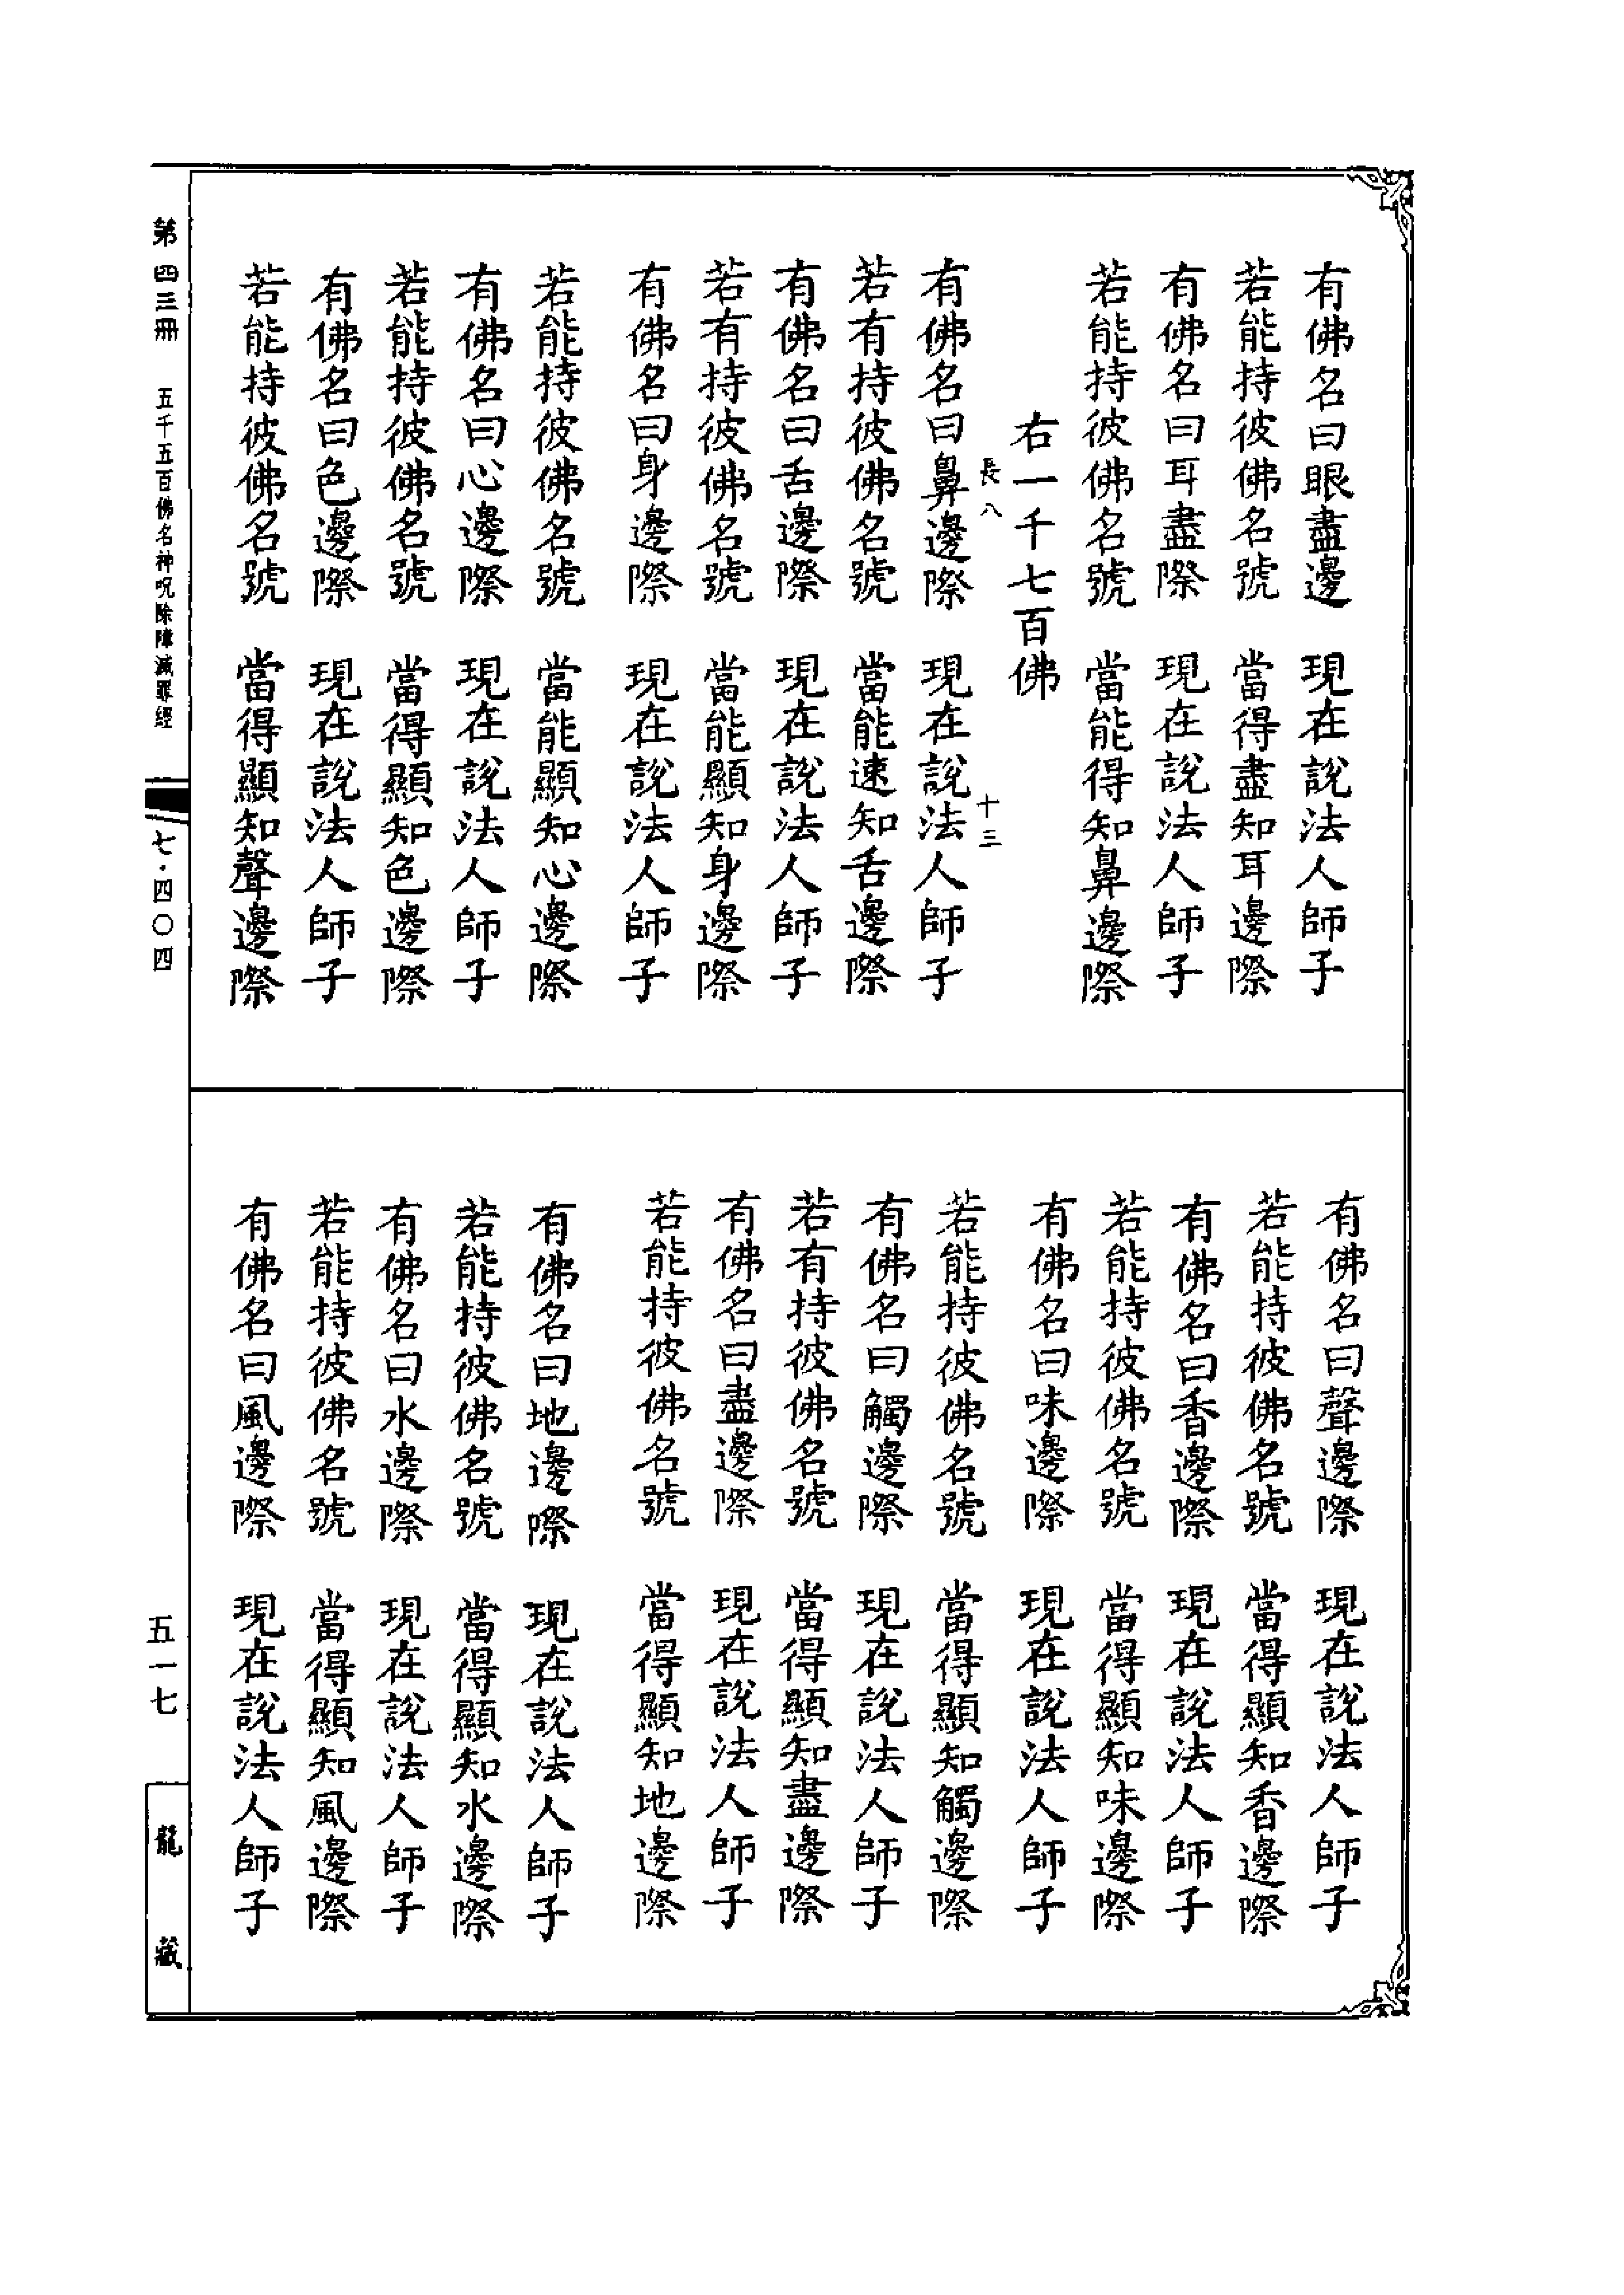 有佛名曰眼盡邊　現在說法人師子
若能持彼佛名號　當得盡知耳邊際
有佛名曰耳盡際　現在說法人師子
若能持彼佛名號　當能得知鼻邊際
右一千七百佛
長八　十三
有佛名曰鼻邊際　現在說法人師子
若有持彼佛名號　當能速知舌邊際
有佛名曰舌邊際　現在說法人師子
若有持彼佛名號　當能顯知身邊際
有佛名曰身邊際　現在說法人師子
若能持彼佛名號　當能顯知心邊際
有佛名曰心邊際　現在說法人師子
若能持彼佛名號　當得顯知色邊際
有佛名曰色邊際　現在說法人師子
若能持彼佛名號　當得顯知聲邊際
有佛名曰聲邊際　現在說法人師子
若能持彼佛名號　當得顯知香邊際
有佛名曰香邊際　現在說法人師子
若能持彼佛名號　當得顯知味邊際
有佛名曰味邊際　現在說法人師子
若能持彼佛名號　當得顯知觸邊際
有佛名曰觸邊際　現在說法人師子
若有持彼佛名號　當得顯知盡邊際
有佛名曰盡邊際　現在說法人師子
若能持彼佛名號　當得顯知地邊際
有佛名曰地邊際　現在說法人師子
若能持彼佛名號　當得顯知水邊際
有佛名曰水邊際　現在說法人師子
若能持彼佛名號　當得顯知風邊際
有佛名曰風邊際　現在說法人師子
第四三冊　五千五百佛名神呪除障滅罪經　七·四〇四　五一七　龍藏